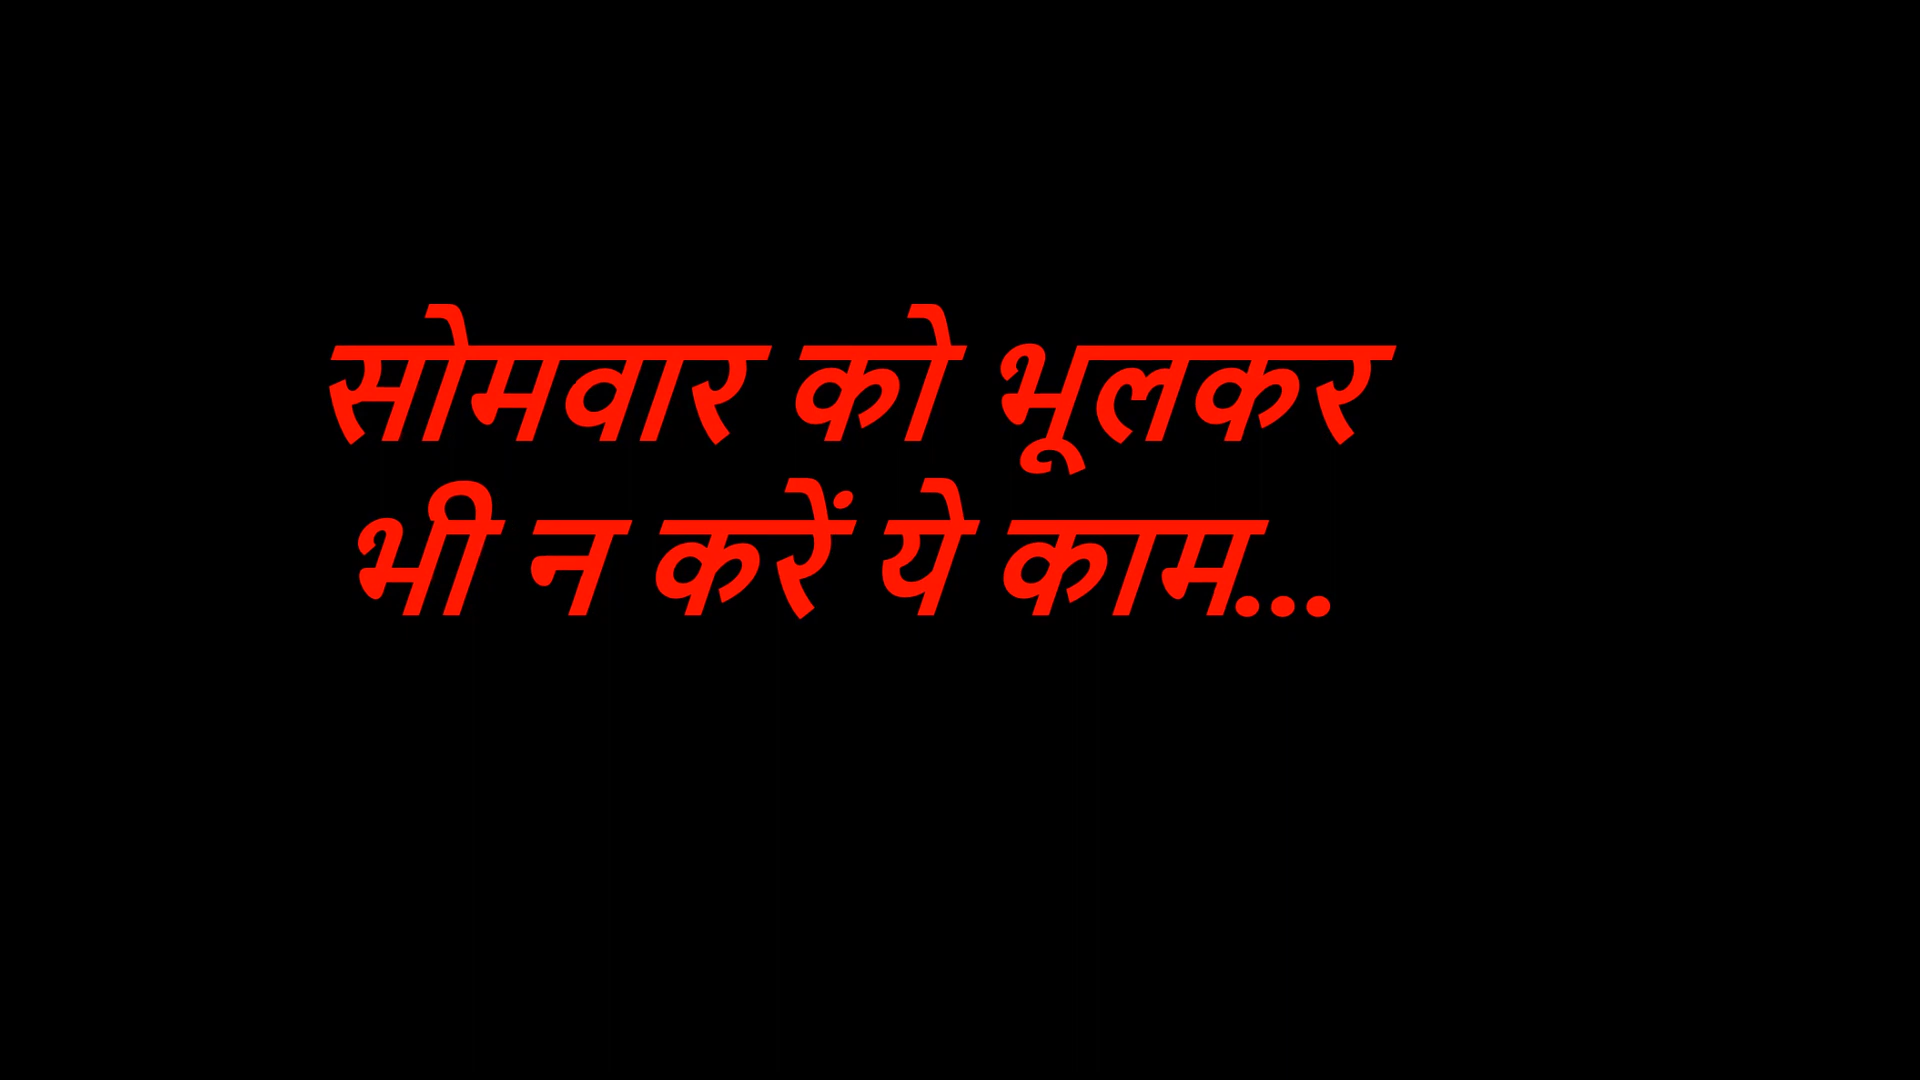 सोमवार को भूलकर
भी न करें ये काम...